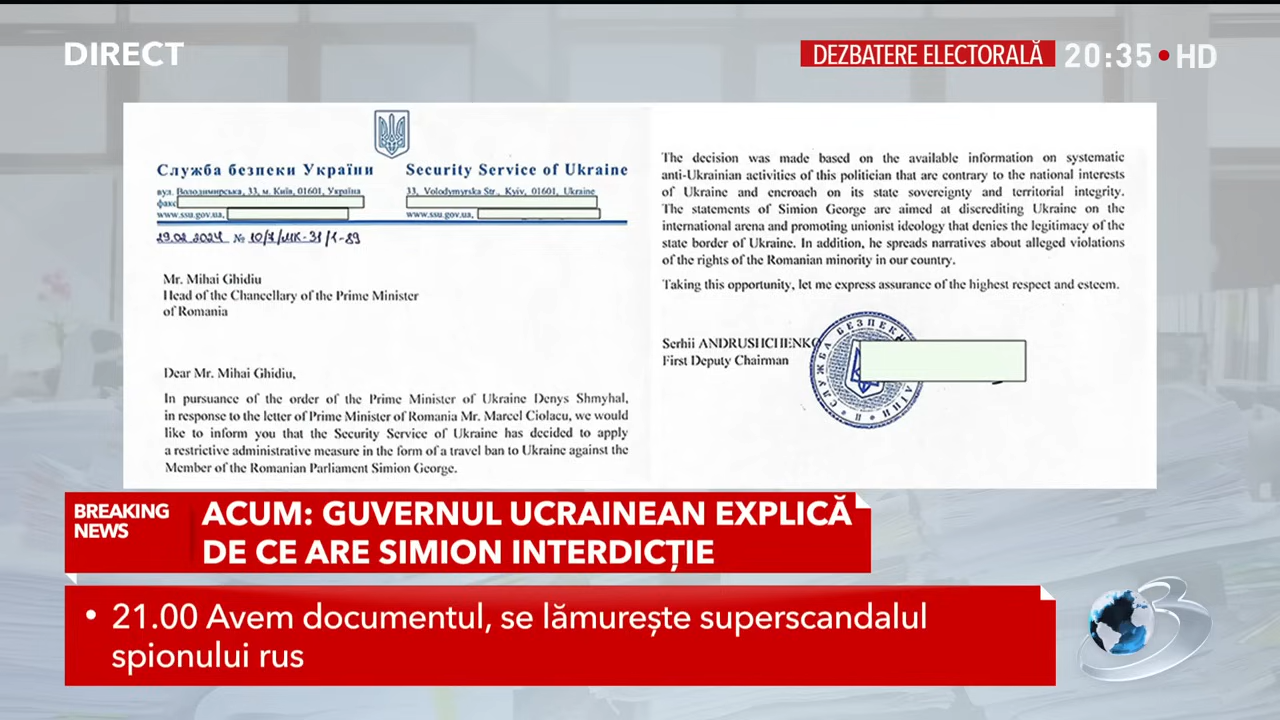 DIRECT
DEZBATERE ELECTORALĂ
20:35 • HD
Служба безпеки України
Security Service of Ukraine
вул. Володимирська, 33, м. Київ, 01601, Україна
33, Volodymyrska Str., Kyiv, 01601, Ukraine
факс
www.ssu.gov.ua,
www.ssu.gov.ua,
29.02.2024 № 10/7/МК-31/1-89
Mr. Mihai Ghidiu
Head of the Chancellary of the Prime Minister
of Romania
Dear Mr. Mihai Ghidiu,
In pursuance of the order of the Prime Minister of Ukraine Denys Shmyhal,
in response to the letter of Prime Minister of Romania Mr. Marcel Ciolacu, we would
like to inform you that the Security Service of Ukraine has decided to apply
a restrictive administrative measure in the form of a travel ban to Ukraine against the
Member of the Romanian Parliament Simion George.
The decision was made based on the available information on systematic
anti-Ukrainian activities of this politician that are contrary to the national interests
of Ukraine and encroach on its state sovereignty and territorial integrity.
The statements of Simion George are aimed at discrediting Ukraine on the
international arena and promoting unionist ideology that denies the legitimacy of the
state border of Ukraine. In addition, he spreads narratives about alleged violations
of the rights of the Romanian minority in our country.
Taking this opportunity, let me express assurance of the highest respect and esteem.
Serhii ANDRUSHCHENKO
First Deputy Chairman
BREAKING
NEWS
ACUM: GUVERNUL UCRAINEAN EXPLICĂ
DE CE ARE SIMION INTERDICȚIE
• 21.00 Avem documentul, se lămurește superscandalul
spionului rus
3